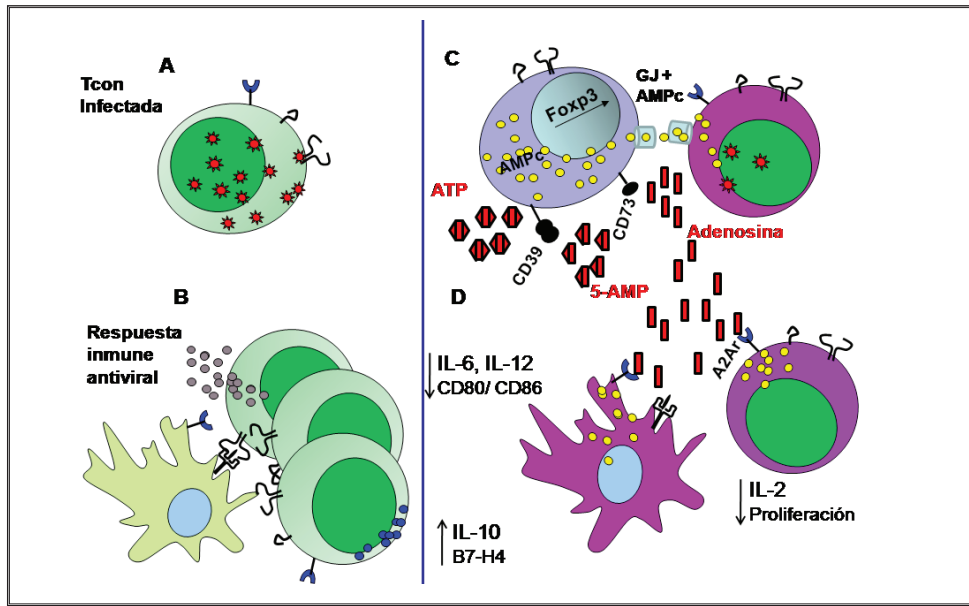 A
Tcon
Infectada
B
Respuesta
inmune
antiviral
C
GJ +
AMPc
Foxp3
AMPc
ATP
CD39
CD73
5-AMP
Adenosina
D
IL-6, IL-12
CD80/ CD86
A2Ar
IL-10
B7-H4
IL-2
Proliferación